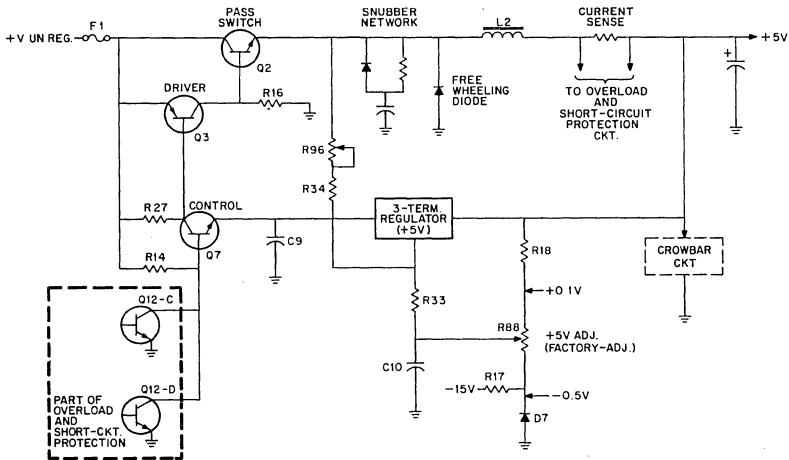 +V UN REG.
F1
PASS
SWITCH
Q2
SNUBBER
NETWORK
L2
CURRENT
SENSE
+5V
+
DRIVER
Q3
R16
FREE
WHEELING
DIODE
TO OVERLOAD
AND
SHORT-CIRCUIT
PROTECTION
CKT.
R96
R34
R27
CONTROL
Q7
C9
3-TERM.
REGULATOR
(+5V)
R18
CROWBAR
CKT
R14
+0.1V
R33
R88
+5V ADJ.
(FACTORY-ADJ.)
Q12-C
C10
R17
-15V
-0.5V
D7
Q12-D
PART OF
OVERLOAD
AND
SHORT-CKT.
PROTECTION